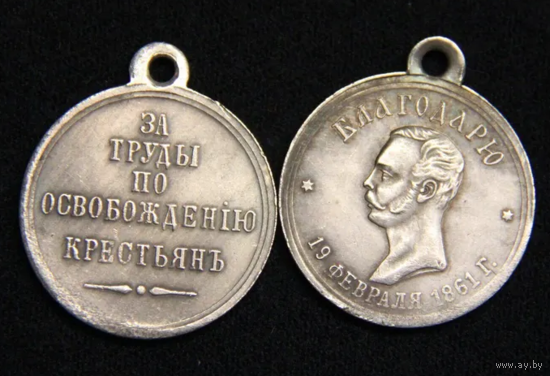 ЗА
ТРУДЫ
ПО
ОСВОБОЖДЕНІЮ
КРЕСТЬЯНЪ
БЛАГОДАРЮ
19 ФЕВРАЛЯ 1861 Г.
www.ay.by